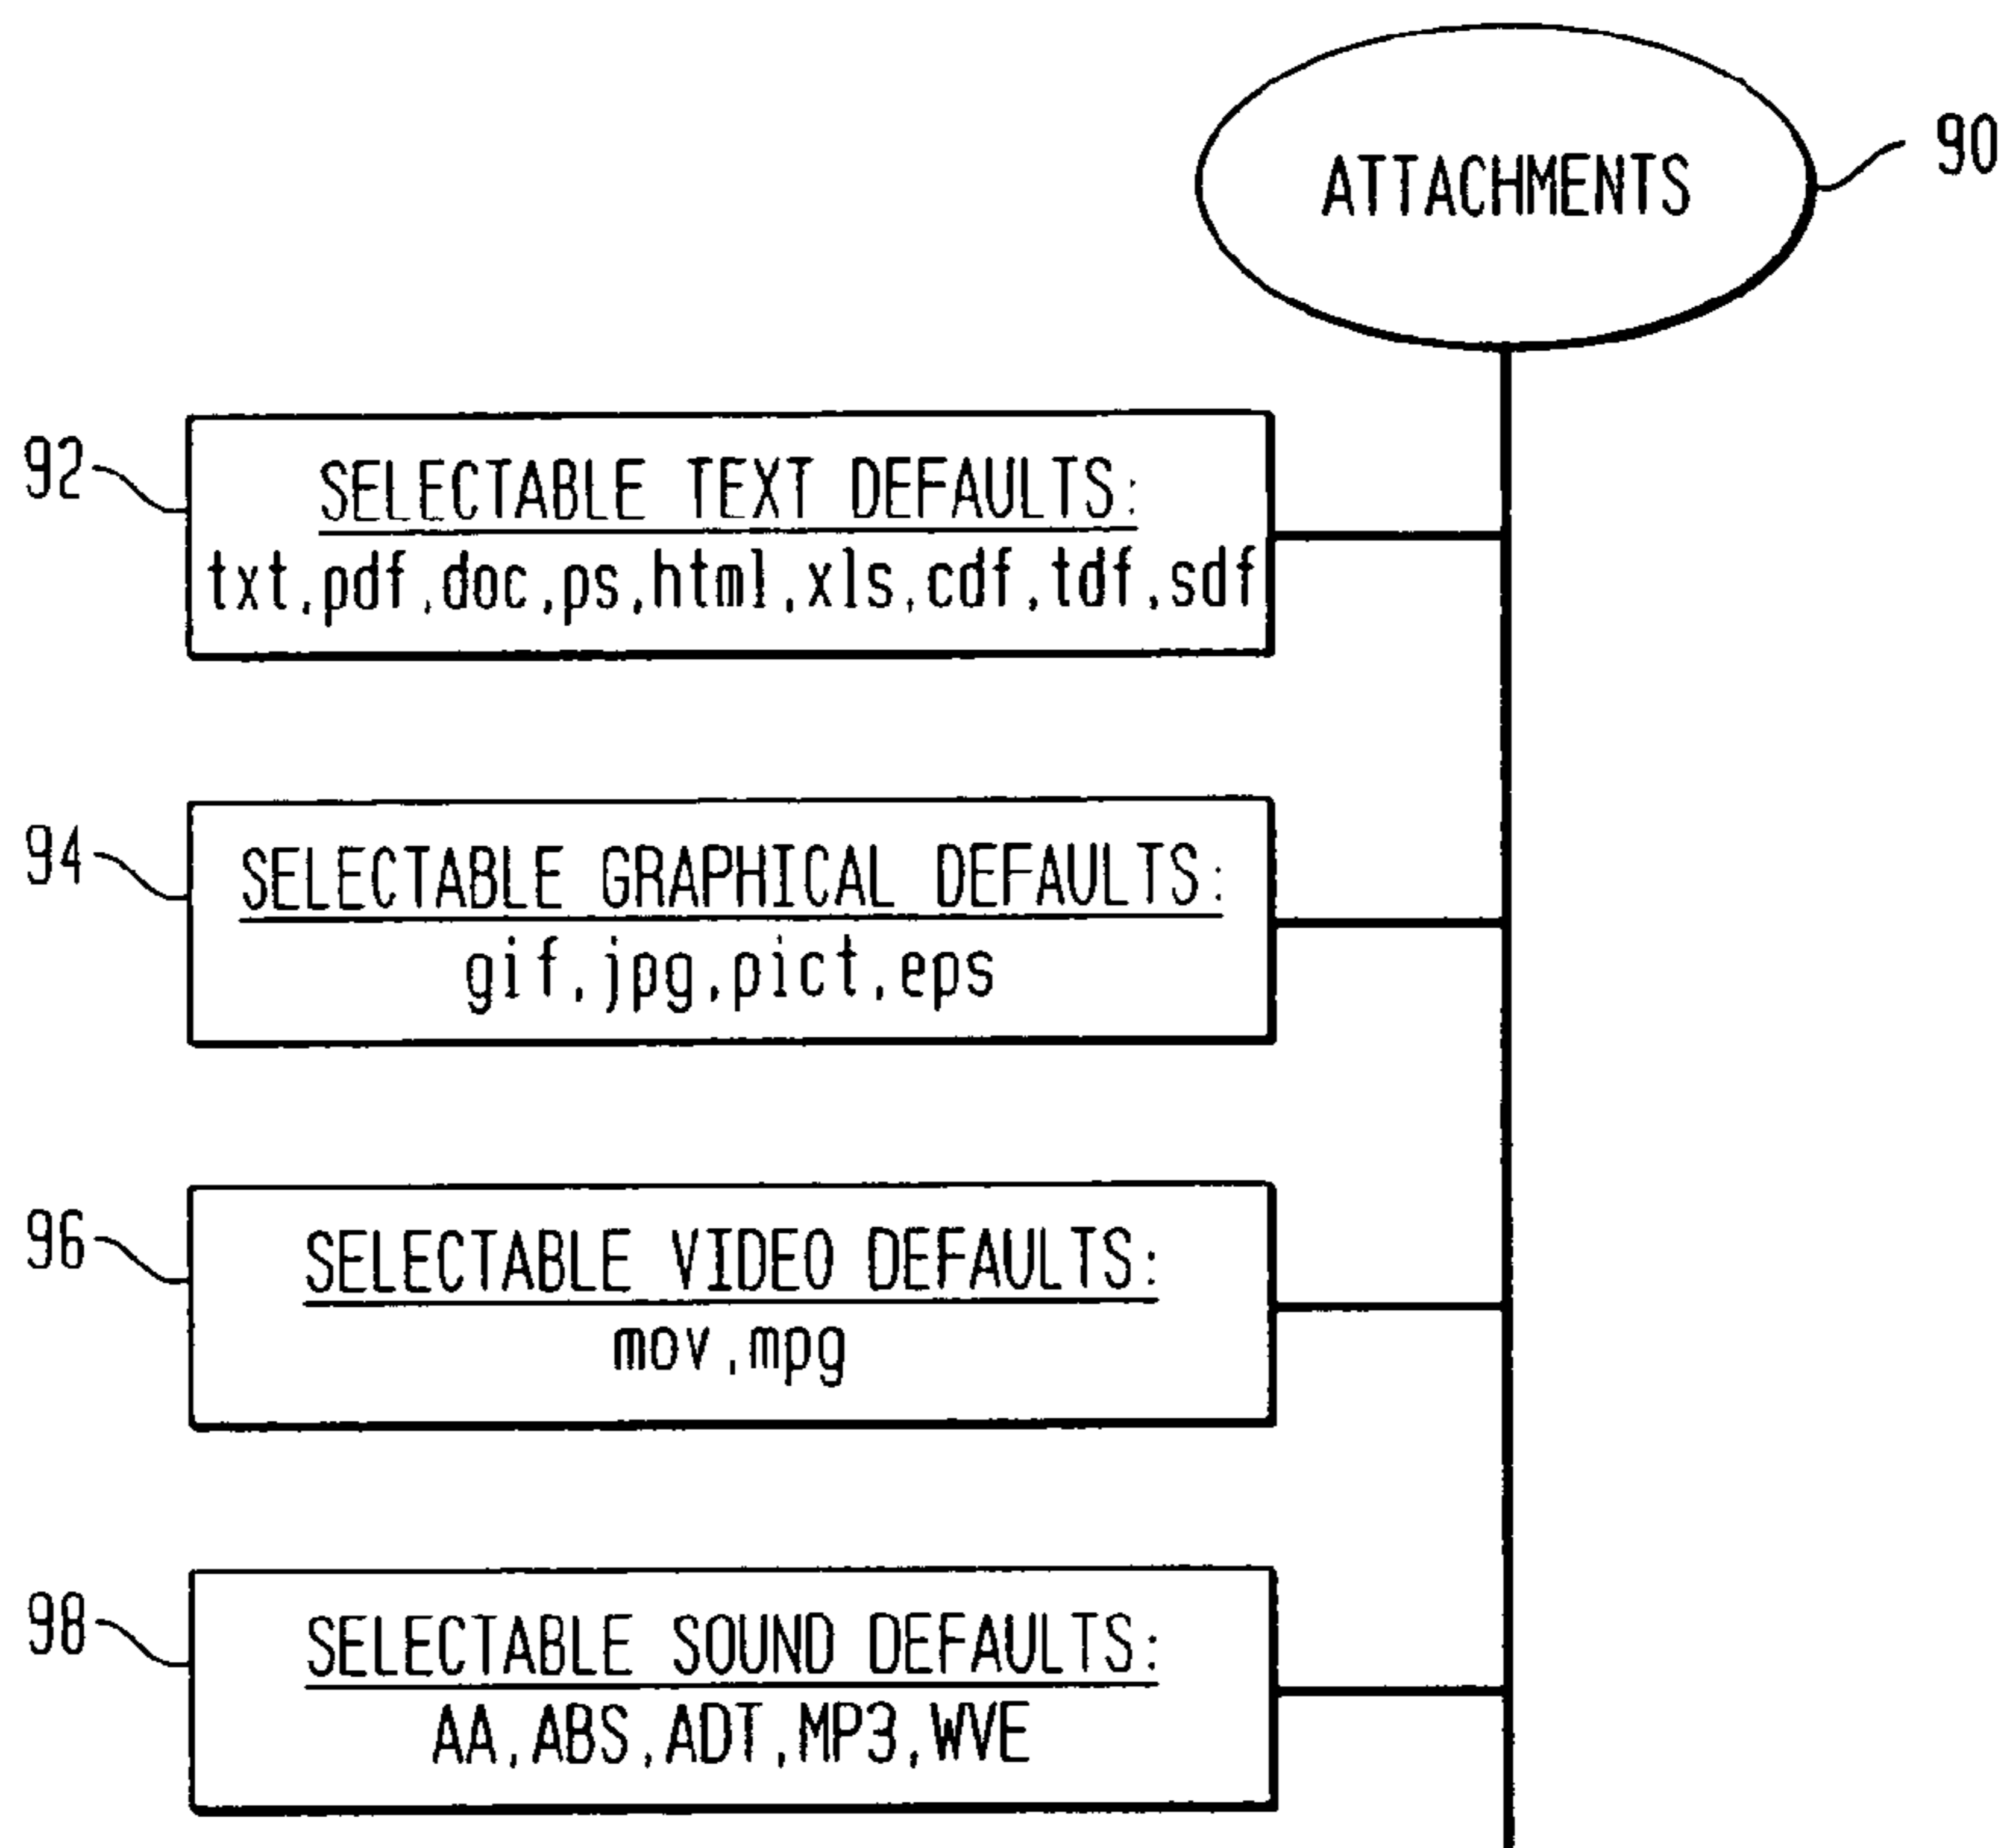 ATTACHMENTS
90
92
SELECTABLE TEXT DEFAULTS:
txt,pdf,doc,ps,html,xls,cdf,tdf,sdf
94
SELECTABLE GRAPHICAL DEFAULTS:
gif,jpg,pict,eps
96
SELECTABLE VIDEO DEFAULTS:
mov,mpg
98
SELECTABLE SOUND DEFAULTS:
AA,ABS,ADT,MP3,WVE